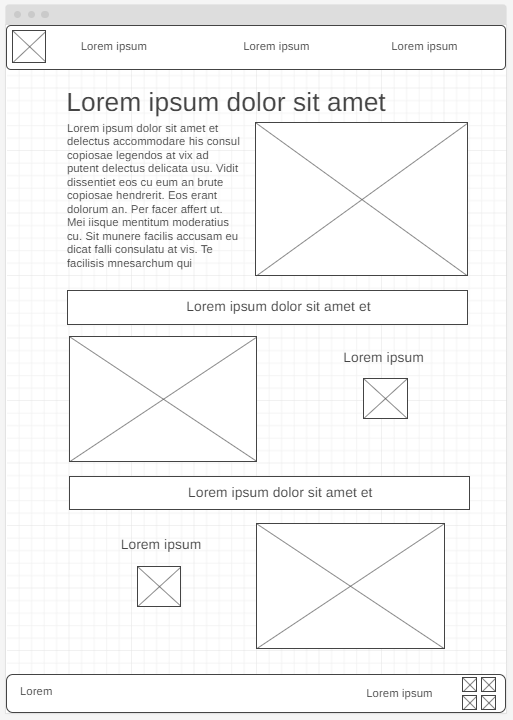 Lorem ipsum
Lorem ipsum
Lorem ipsum
Lorem ipsum dolor sit amet
Lorem ipsum dolor sit amet et
delectus accommodare his consul
copiosae legendos at vix ad
putent delectus delicata usu. Vidit
dissentiet eos cu eum an brute
copiosae hendrerit. Eos erant
dolorum an. Per facer affert ut.
Mei iisque mentitum moderatius
cu. Sit munere facilis accusam eu
dicat falli consulatu at vis. Te
facilisis mnesarchum qui
Lorem ipsum dolor sit amet et
Lorem ipsum
Lorem ipsum dolor sit amet et
Lorem ipsum
Lorem
Lorem ipsum